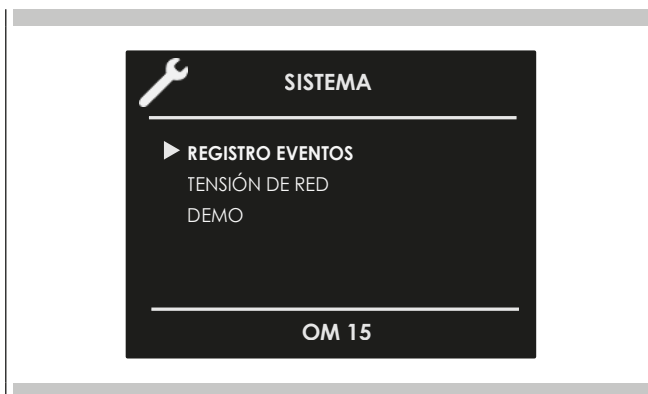 SISTEMA
REGISTRO EVENTOS
TENSIÓN DE RED
DEMO
OM 15